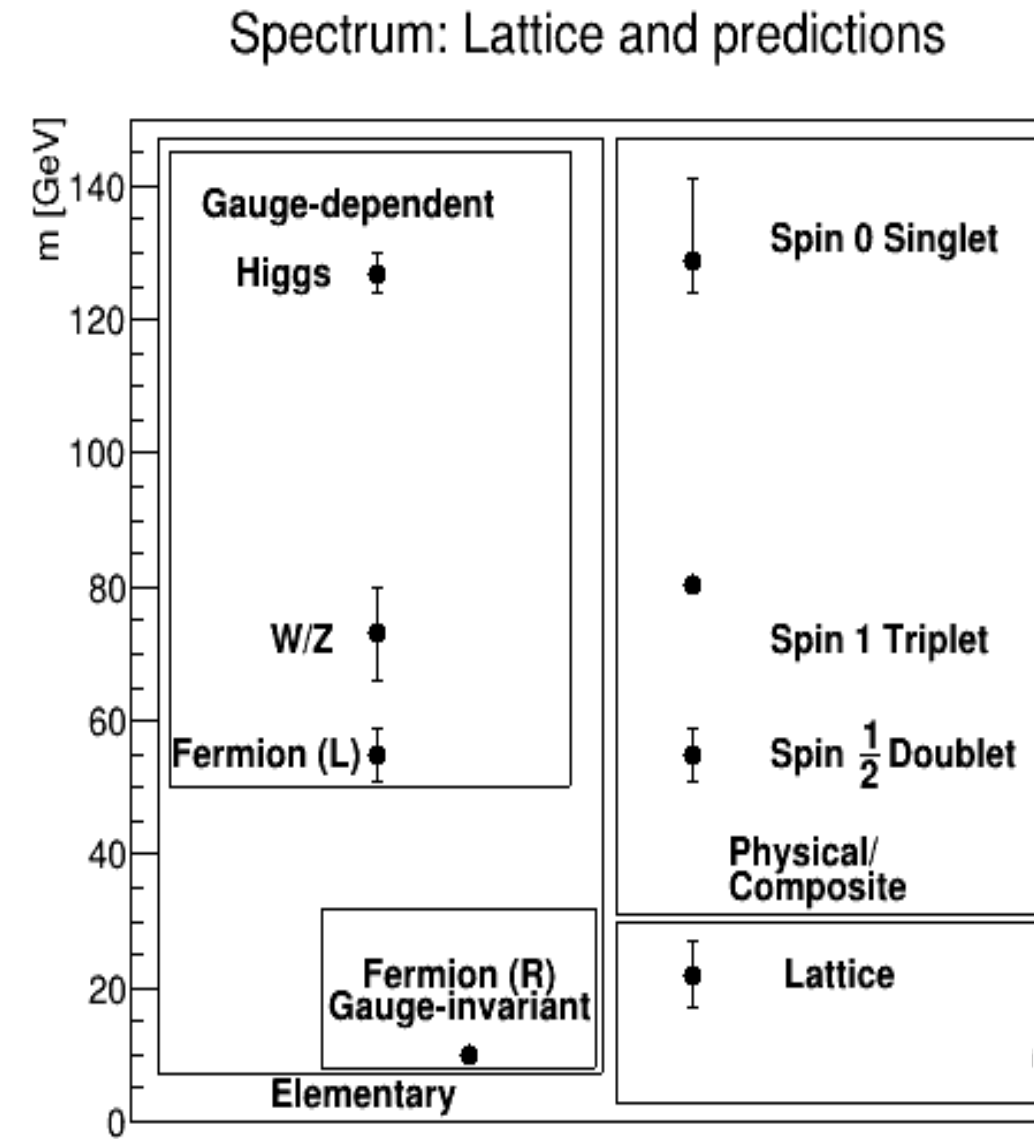 Spectrum: Lattice and predictions
m [GeV]
140
120
100
80
60
40
20
0
Gauge-dependent
Higgs
W/Z
Fermion (L)
Fermion (R)
Gauge-invariant
Elementary
Spin 0 Singlet
Spin 1 Triplet
Spin 1/2 Doublet
Physical/
Composite
Lattice